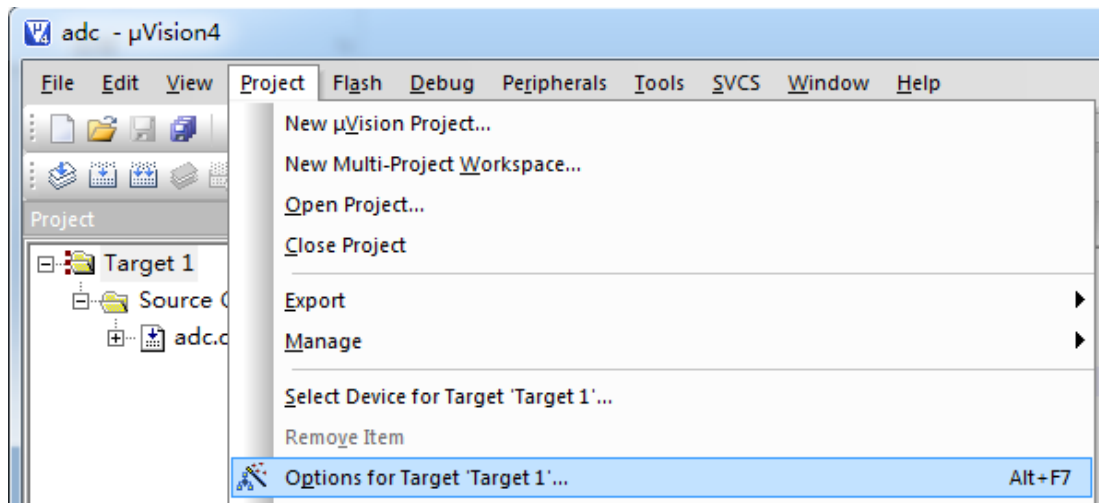 adc - µVision4
File Edit View Project Flash Debug Peripherals Tools SVCS Window Help
New µVision Project...
New Multi-Project Workspace...
Project
Open Project...
Close Project
Target 1
Source
Export
adc.c
Manage
Select Device for Target 'Target 1'...
Remove Item
Options for Target 'Target 1'... Alt+F7